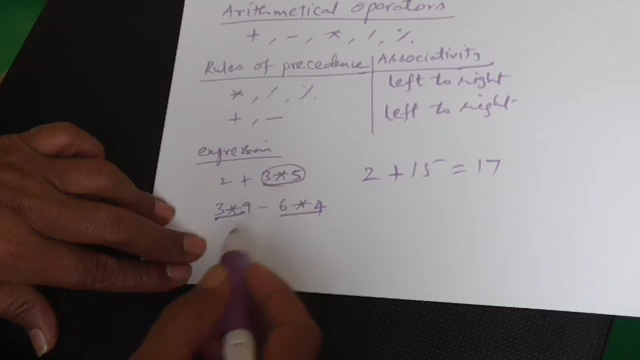 Arithmetical operators
+, -, *, /, %
Rules of precedence | Associativity
*, /, % | Left to right
+, - | Left to right
expression
2 + 3*5 2 + 15 = 17
3*9 - 6*4